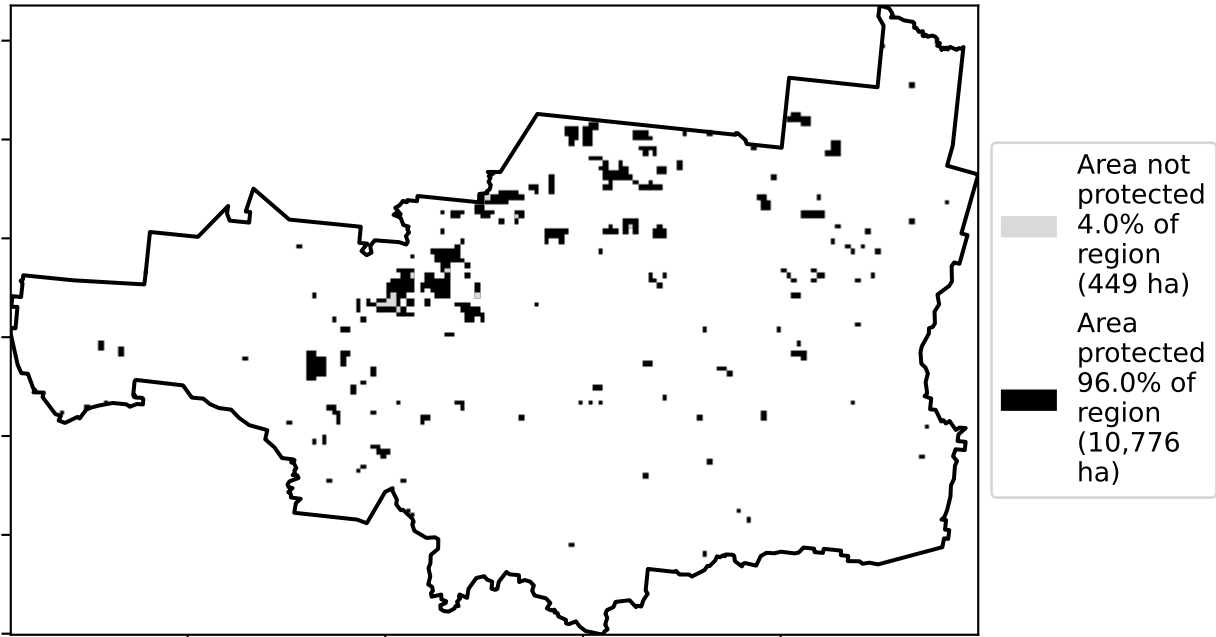 Area not
protected
4.0% of
region
(449 ha)
Area
protected
96.0% of
region
(10,776
ha)